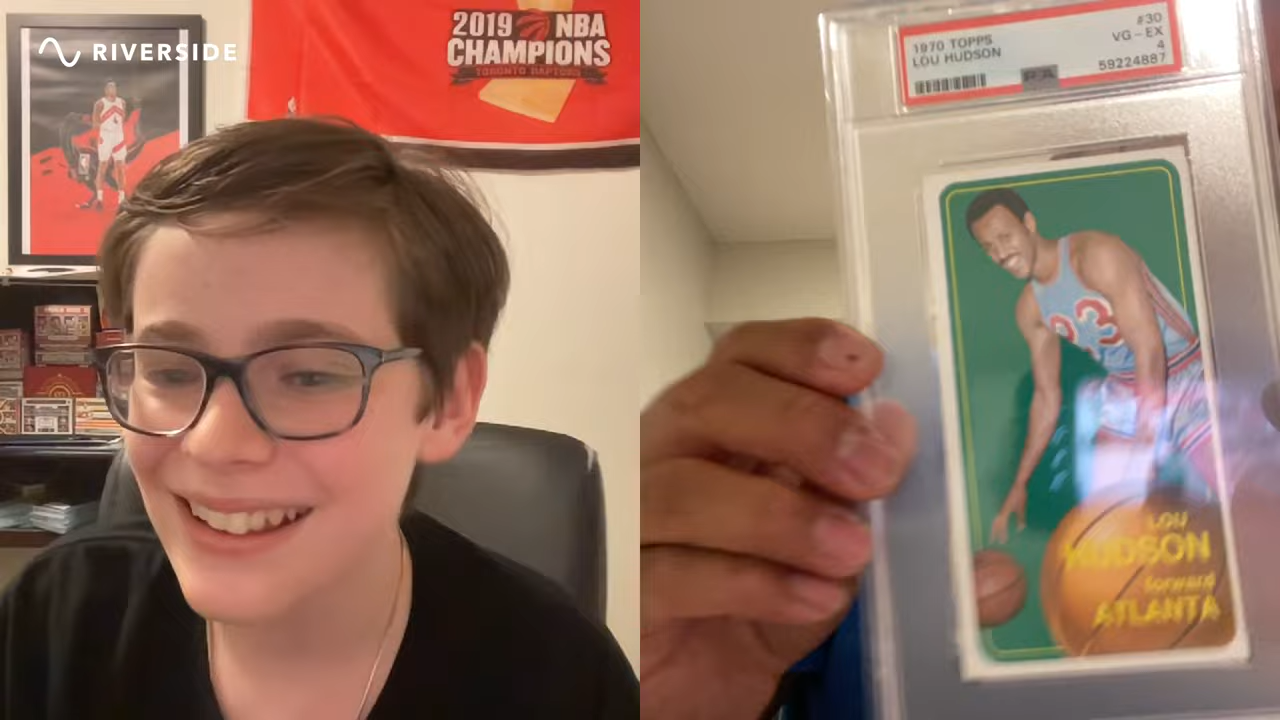 RIVERSIDE
2019 NBA
CHAMPIONS
TORONTO RAPTORS
1970 TOPPS
LOU HUDSON
#30
VG - EX
4
59224887
23
LOU
HUDSON
forward
ATLANTA